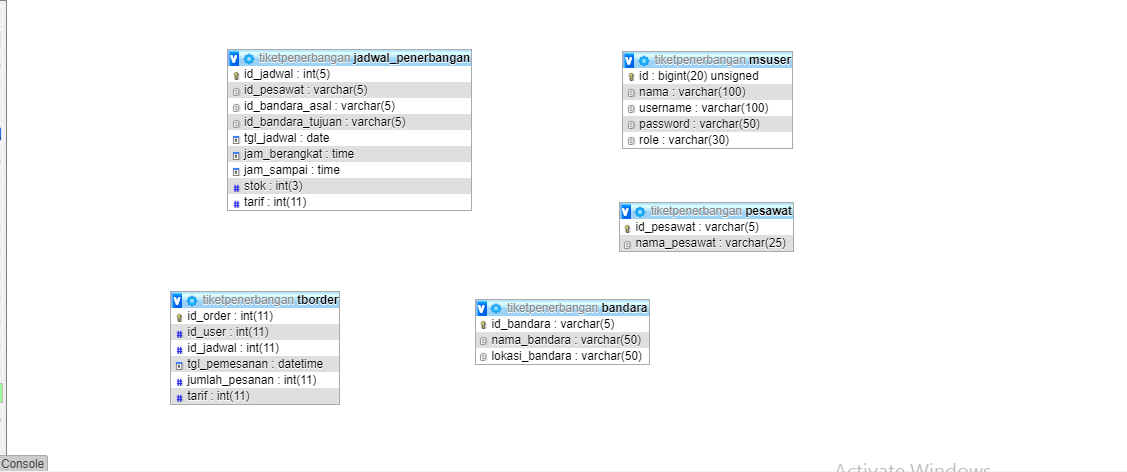 tiketpenerbangan jadwal_penerbangan
id_jadwal : int(5)
id_pesawat : varchar(5)
id_bandara_asal : varchar(5)
id_bandara_tujuan : varchar(5)
tgl_jadwal : date
jam_berangkat : time
jam_sampai : time
stok : int(3)
tarif : int(11)
tiketpenerbangan msuser
id : bigint(20) unsigned
nama : varchar(100)
username : varchar(100)
password : varchar(50)
role : varchar(30)
tiketpenerbangan pesawat
id_pesawat : varchar(5)
nama_pesawat : varchar(25)
tiketpenerbangan tborder
id_order : int(11)
id_user : int(11)
id_jadwal : int(11)
tgl_pemesanan : datetime
jumlah_pesanan : int(11)
tarif : int(11)
tiketpenerbangan bandara
id_bandara : varchar(5)
nama_bandara : varchar(50)
lokasi_bandara : varchar(50)
Console
Activate Windows